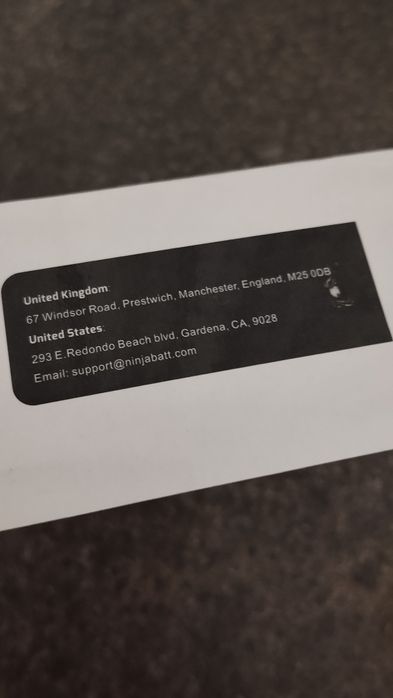 United Kingdom:
67 Windsor Road, Prestwich, Manchester, England, M25 0DB
United States:
293 E.Redondo Beach blvd, Gardena, CA, 9028
Email: support@ninjabatt.com